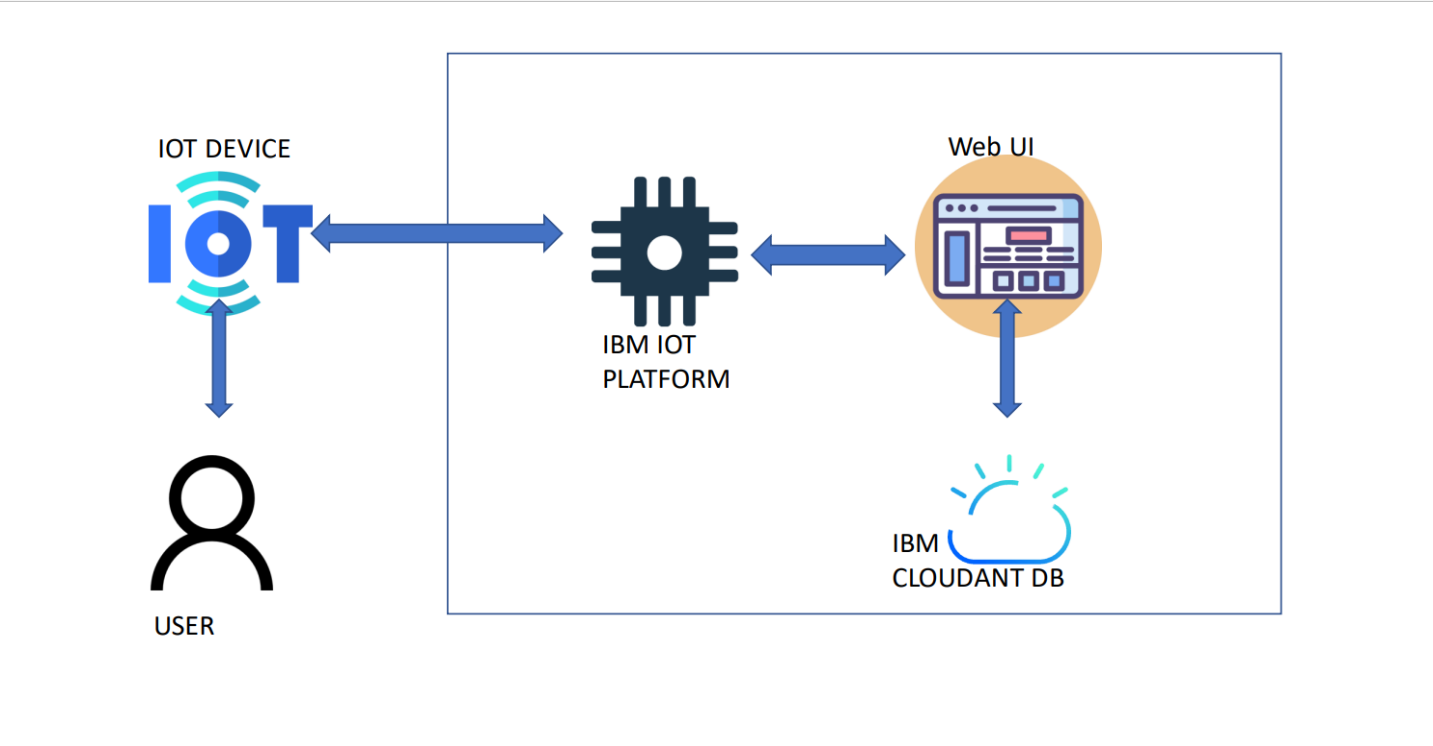 IOT DEVICE
IOT
Web UI
IBM IOT
PLATFORM
IBM
CLOUDANT DB
USER